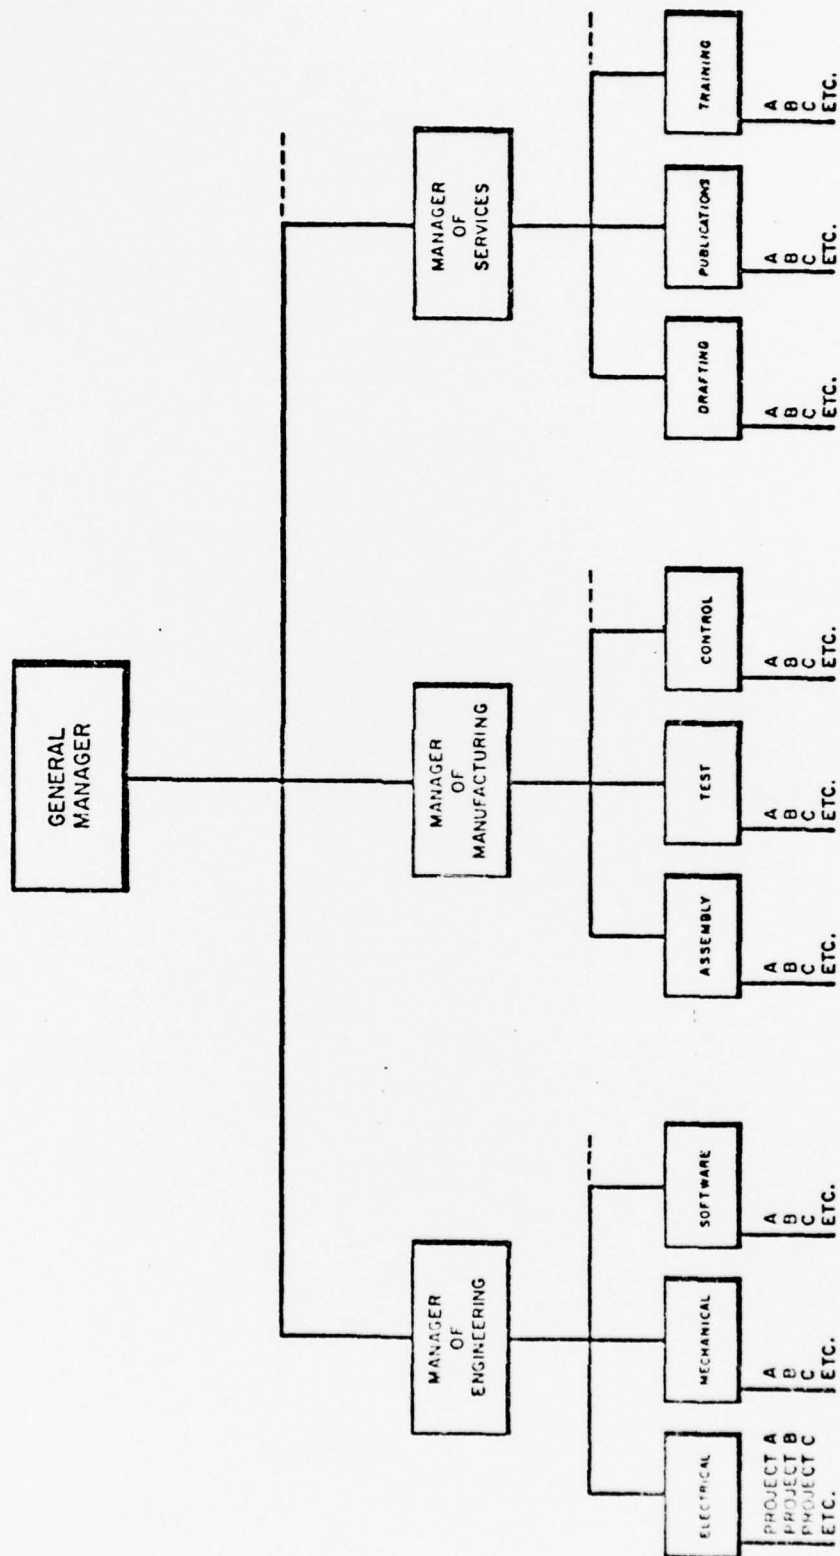 GENERAL
MANAGER
MANAGER
OF
ENGINEERING
MANAGER
OF
MANUFACTURING
MANAGER
OF
SERVICES
ELECTRICAL
PROJECT A
PROJECT B
PROJECT C
ETC.
MECHANICAL
A
B
C
ETC.
SOFTWARE
A
B
C
ETC.
ASSEMBLY
A
B
C
ETC.
TEST
A
B
C
ETC.
CONTROL
A
B
C
ETC.
DRAFTING
A
B
C
ETC.
PUBLICATIONS
A
B
C
ETC.
TRAINING
A
B
C
ETC.